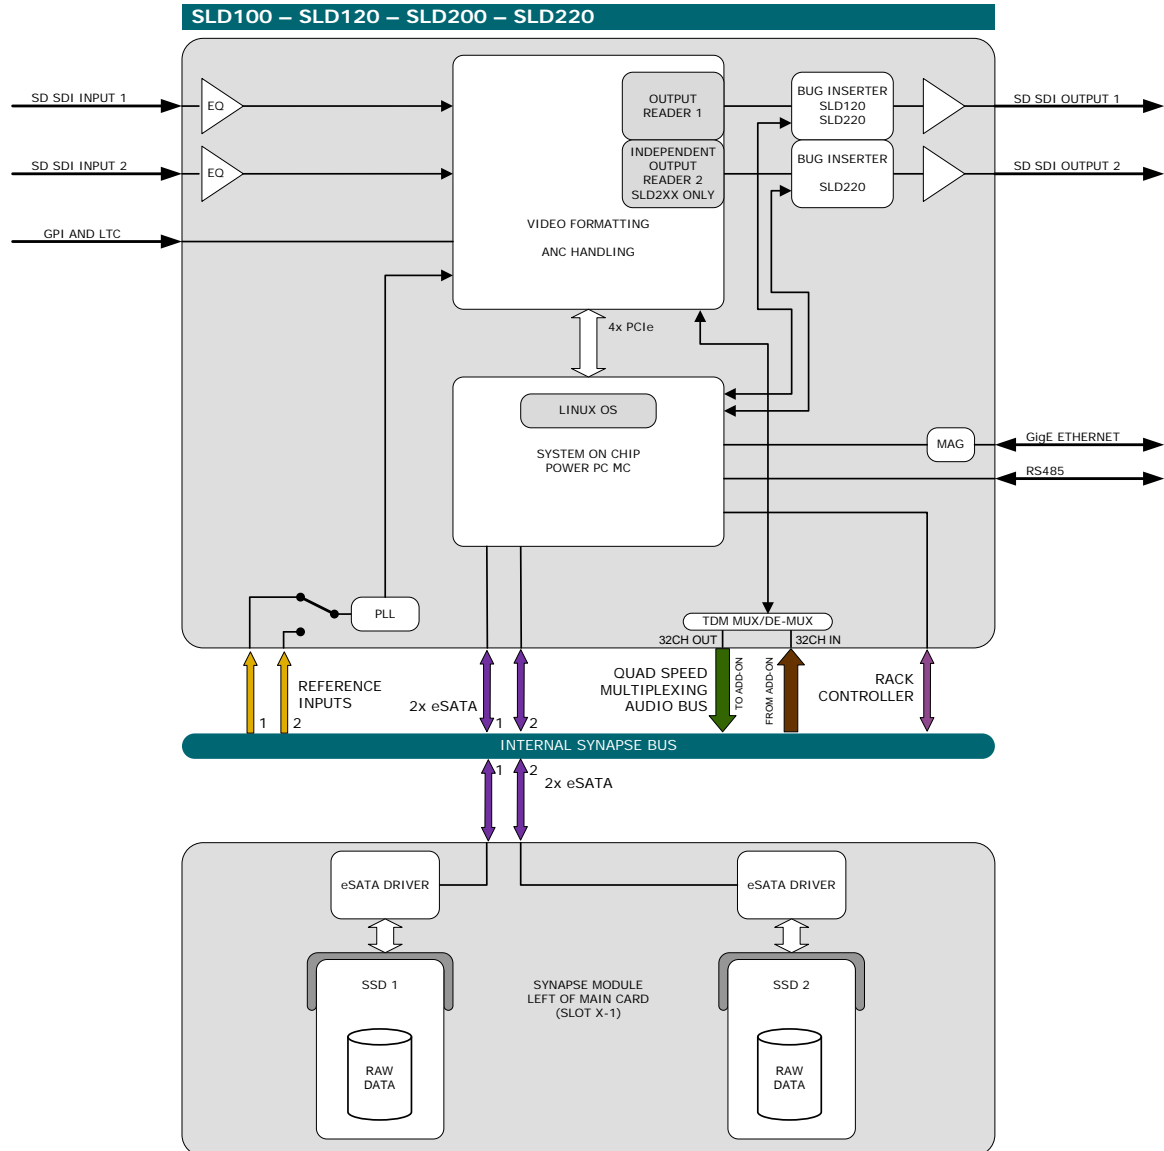 SLD100 – SLD120 – SLD200 – SLD220
SD SDI INPUT 1
EQ
OUTPUT
READER 1
BUG INSERTER
SLD120
SLD220
SD SDI OUTPUT 1
SD SDI INPUT 2
EQ
INDEPENDENT
OUTPUT
READER 2
SLD2XX ONLY
BUG INSERTER
SLD220
SD SDI OUTPUT 2
GPI AND LTC
VIDEO FORMATTING
ANC HANDLING
4x PCIe
LINUX OS
SYSTEM ON CHIP
POWER PC MC
MAG
GigE ETHERNET
RS485
PLL
TDM MUX/DE-MUX
32CH OUT
32CH IN
REFERENCE
INPUTS
1
2
2x eSATA
1
2
QUAD SPEED
MULTIPLEXING
AUDIO BUS
TO ADD-ON
FROM ADD-ON
RACK
CONTROLLER
INTERNAL SYNAPSE BUS
1
2
2x eSATA
eSATA DRIVER
eSATA DRIVER
SSD 1
SYNAPSE MODULE
LEFT OF MAIN CARD
(SLOT X-1)
SSD 2
RAW
DATA
RAW
DATA